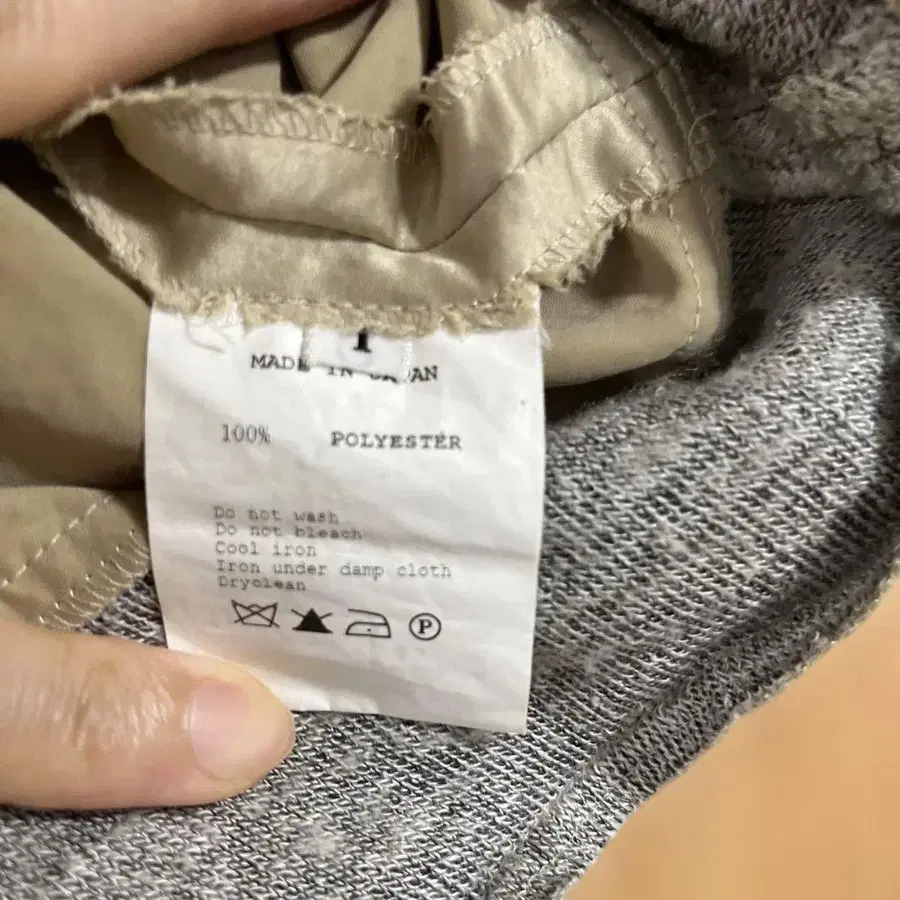 1
MADE IN JAPAN
100% POLYESTER
Do not wash
Do not bleach
Cool iron
Iron under damp cloth
Dryclean
P